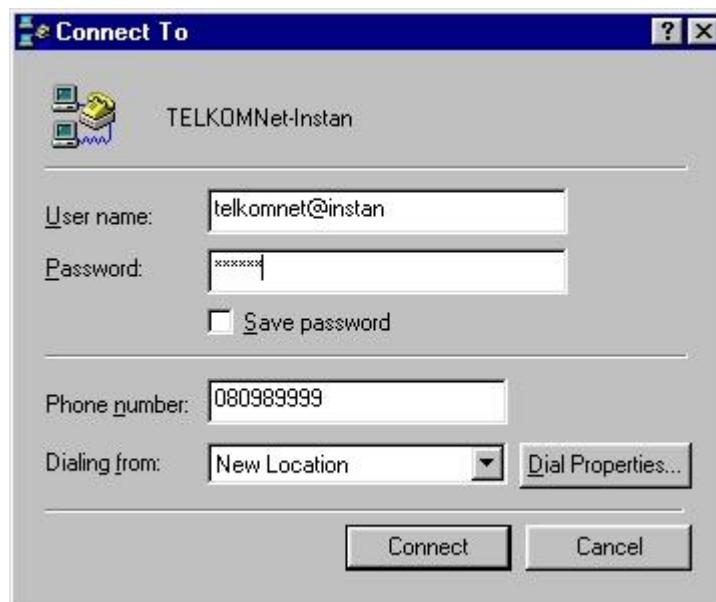 Connect To
TELKOMNet-Instan
User name: telkomnet@instan
Password: ******
Save password
Phone number: 080989999
Dialing from: New Location Dial Properties...
Connect Cancel